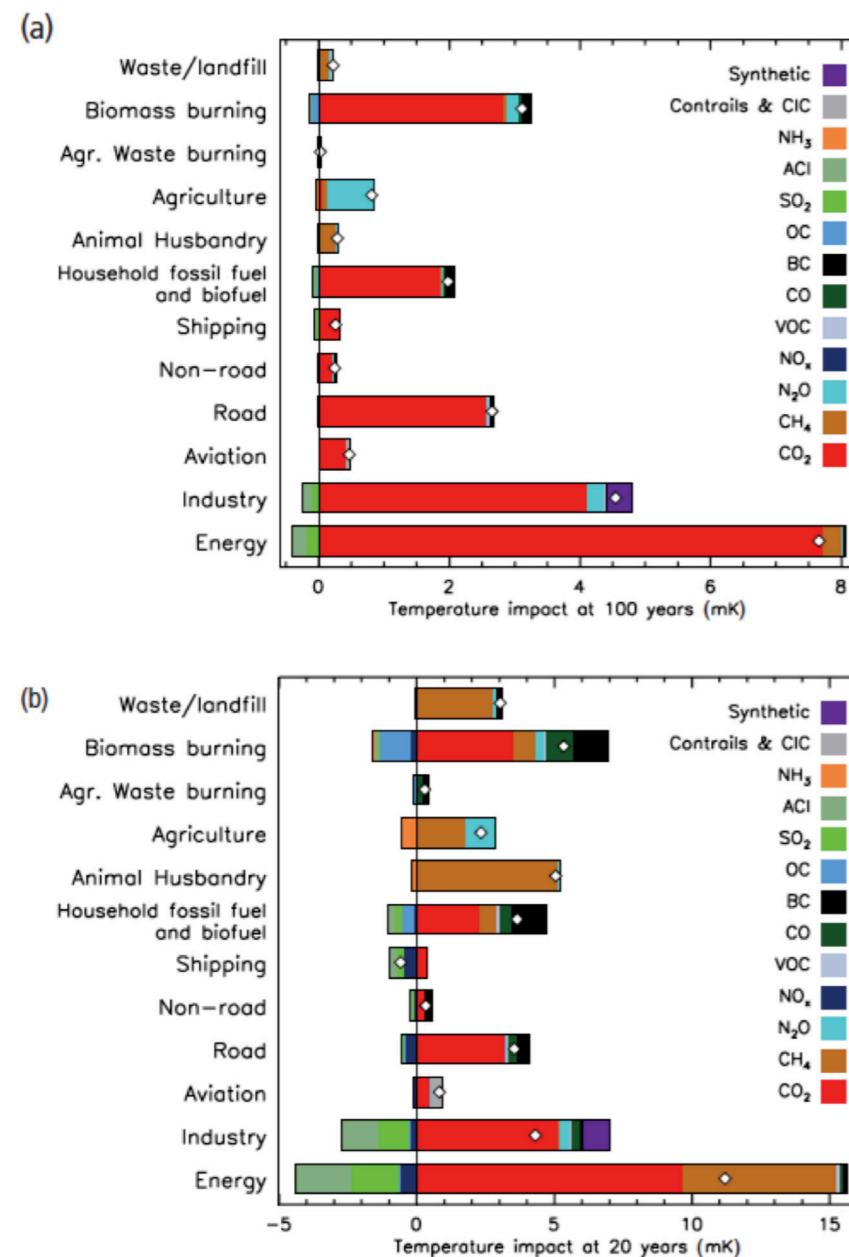 (a)
Waste/landfill
Biomass burning
Agr. Waste burning
Agriculture
Animal Husbandry
Household fossil fuel
and biofuel
Shipping
Non-road
Road
Aviation
Industry
Energy
Synthetic
Contrails & CIC
NH₃
ACI
SO₂
OC
BC
CO
VOC
NOₓ
N₂O
CH₄
CO₂
0 2 4 6 8
Temperature impact at 100 years (mK)
(b)
Waste/landfill
Biomass burning
Agr. Waste burning
Agriculture
Animal Husbandry
Household fossil fuel
and biofuel
Shipping
Non-road
Road
Aviation
Industry
Energy
Synthetic
Contrails & CIC
NH₃
ACI
SO₂
OC
BC
CO
VOC
NOₓ
N₂O
CH₄
CO₂
-5 0 5 10 15
Temperature impact at 20 years (mK)